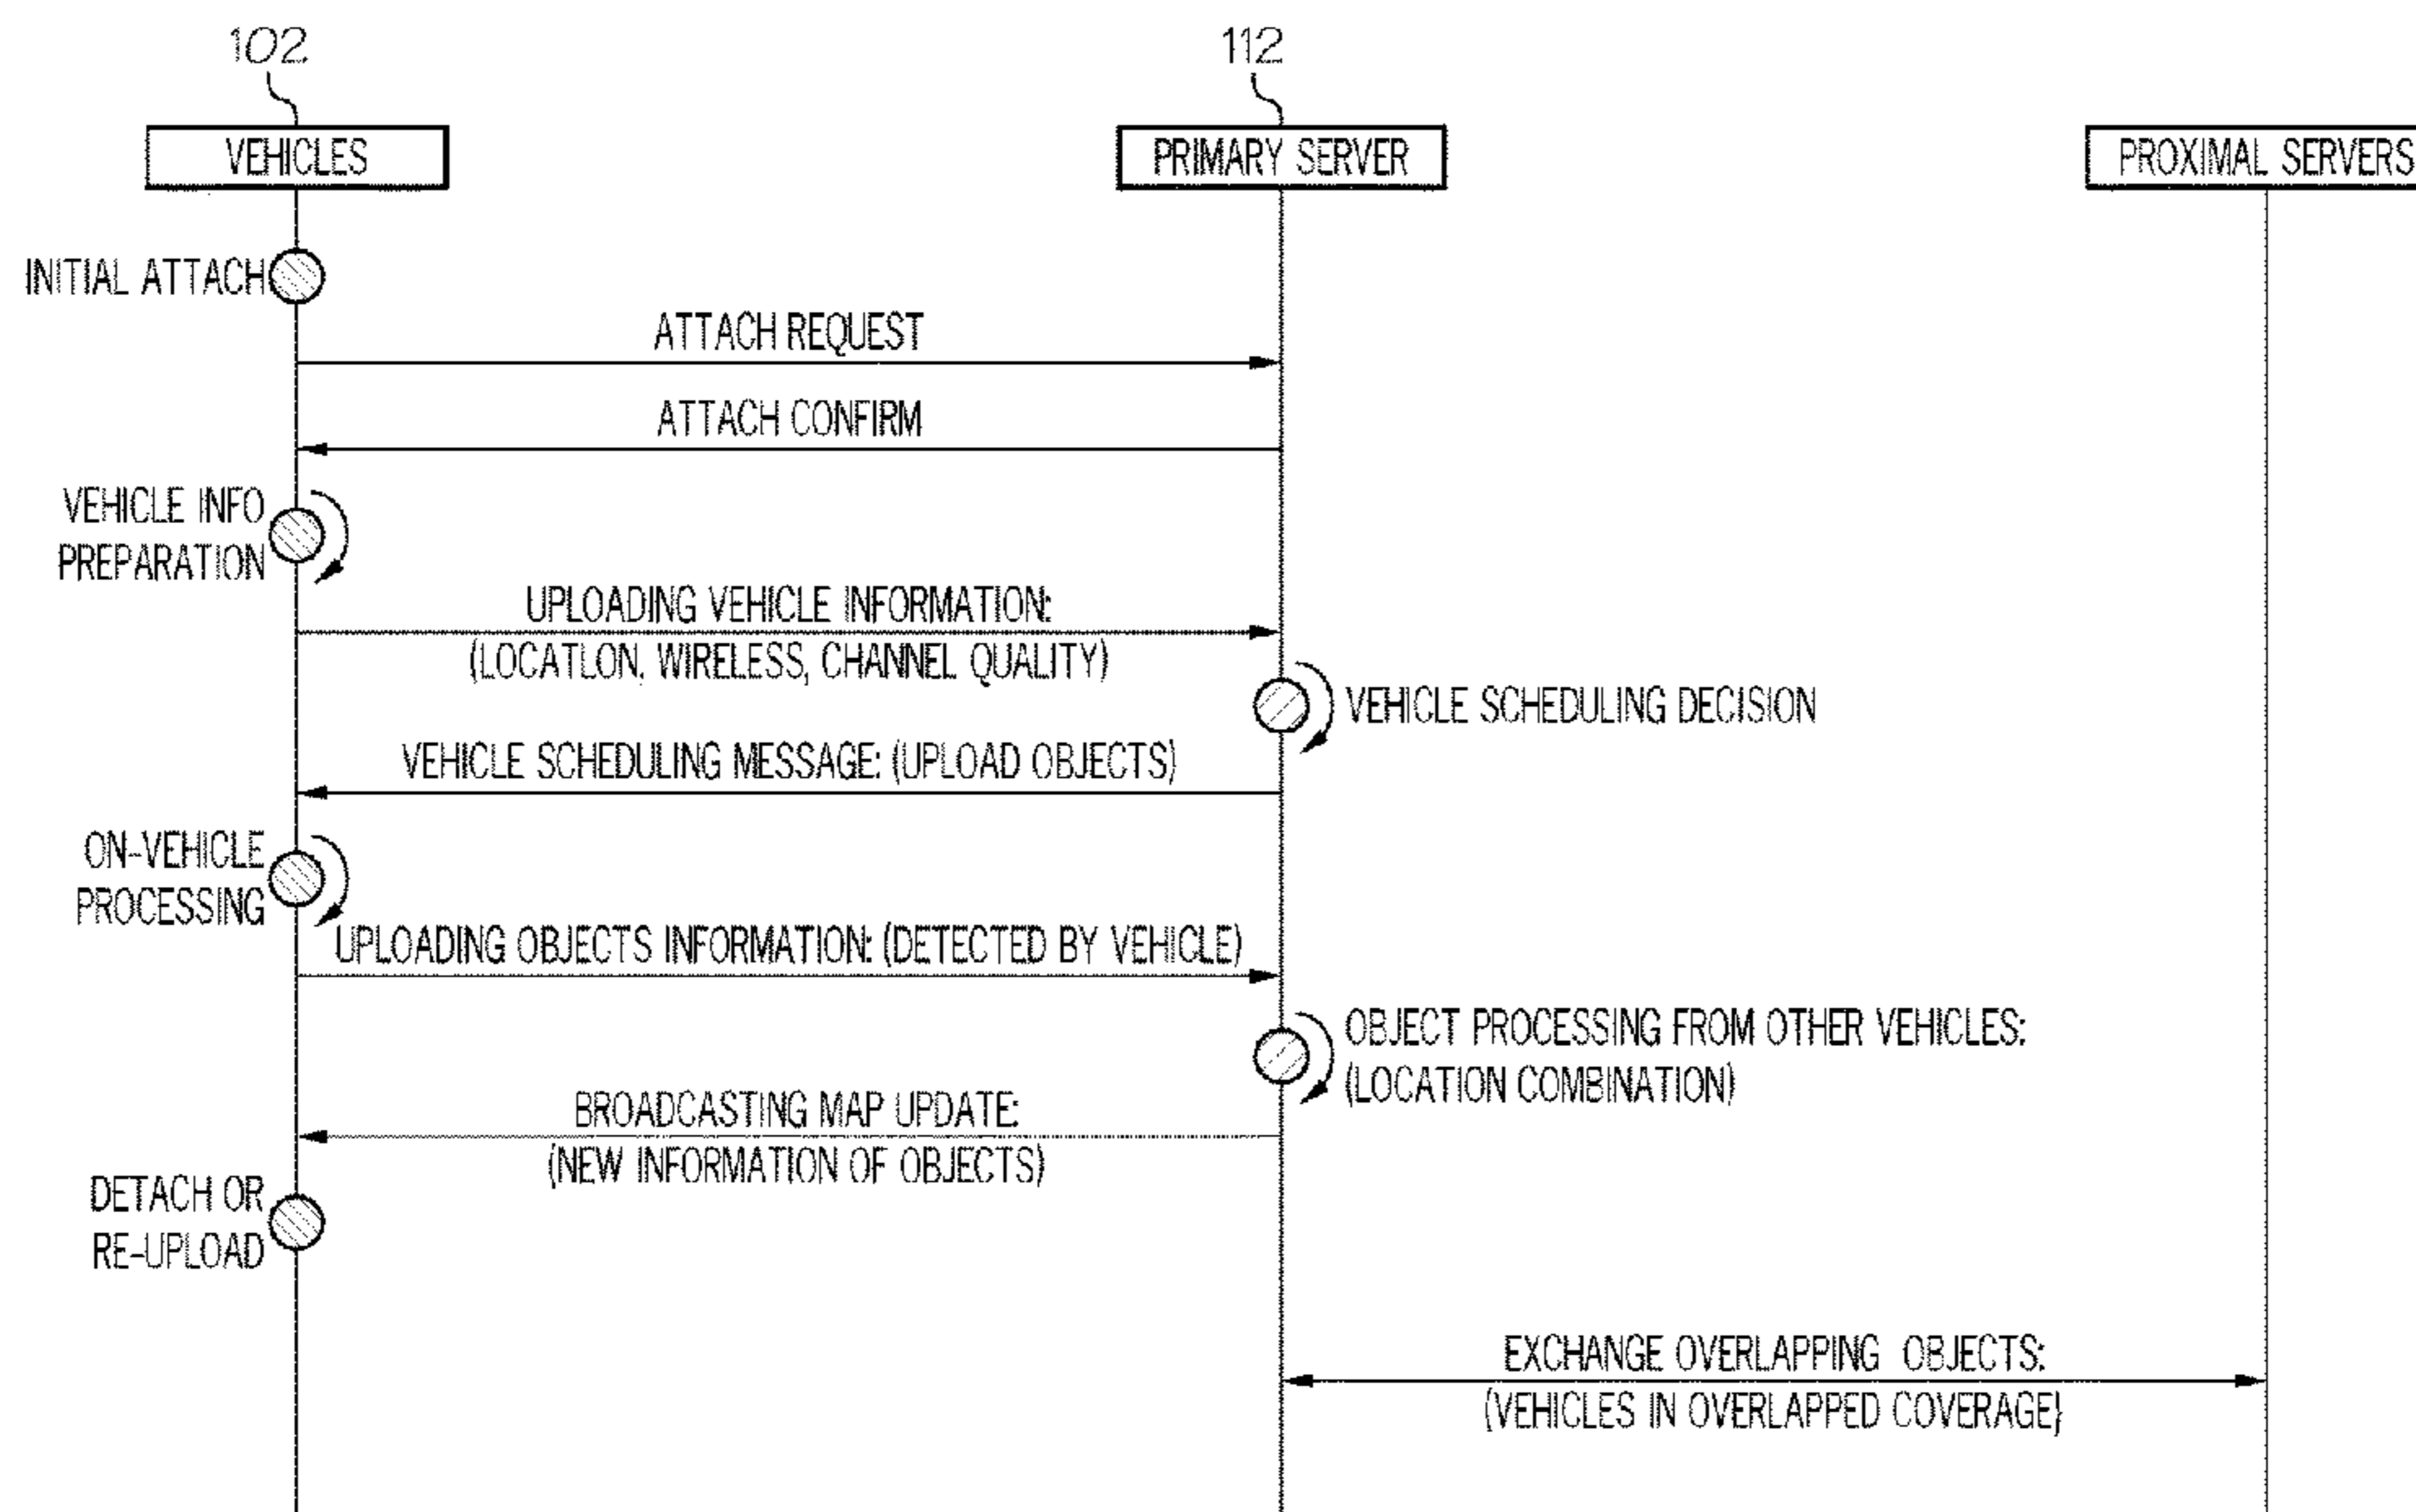 102
112
VEHICLES
PRIMARY SERVER
PROXIMAL SERVERS
INITIAL ATTACH
ATTACH REQUEST
ATTACH CONFIRM
VEHICLE INFO
PREPARATION
UPLOADING VEHICLE INFORMATION:
(LOCATLON, WIRELESS, CHANNEL QUALITY)
VEHICLE SCHEDULING DECISION
VEHICLE SCHEDULING MESSAGE: (UPLOAD OBJECTS)
ON-VEHICLE
PROCESSING
UPLOADING OBJECTS INFORMATION: (DETECTED BY VEHICLE)
OBJECT PROCESSING FROM OTHER VEHICLES:
(LOCATION COMBINATION)
BROADCASTING MAP UPDATE:
(NEW INFORMATION OF OBJECTS)
DETACH OR
RE-UPLOAD
EXCHANGE OVERLAPPING OBJECTS:
(VEHICLES IN OVERLAPPED COVERAGE}